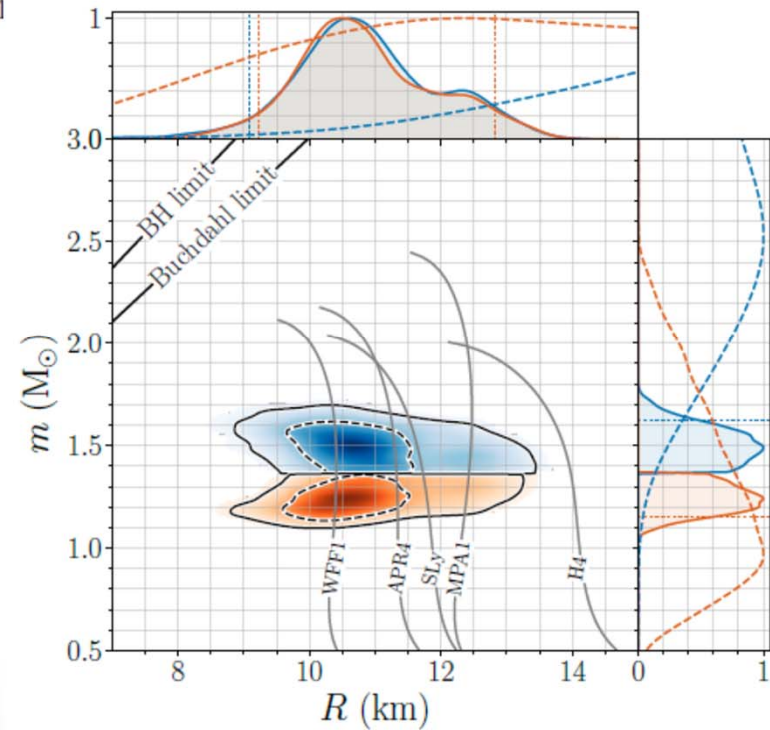 1
3.0
BH limit
Buchdahl limit
2.5
2.0
m (M⊙)
1.5
1.0
WFF1
APR4
SLy
MPA1
H4
0.5
8 10 12 14 0 1
R (km)